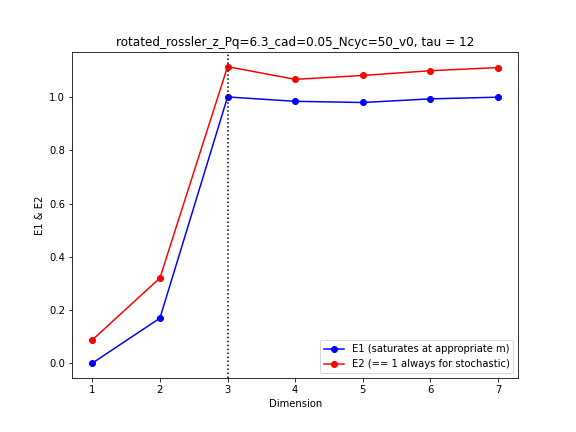 rotated_rossler_z_Pq=6.3_cad=0.05_Ncyc=50_v0, tau = 12
1.0
0.8
0.6
0.4
0.2
0.0
E1 & E2
E1 (saturates at appropriate m)
E2 (== 1 always for stochastic)
1 2 3 4 5 6 7
Dimension